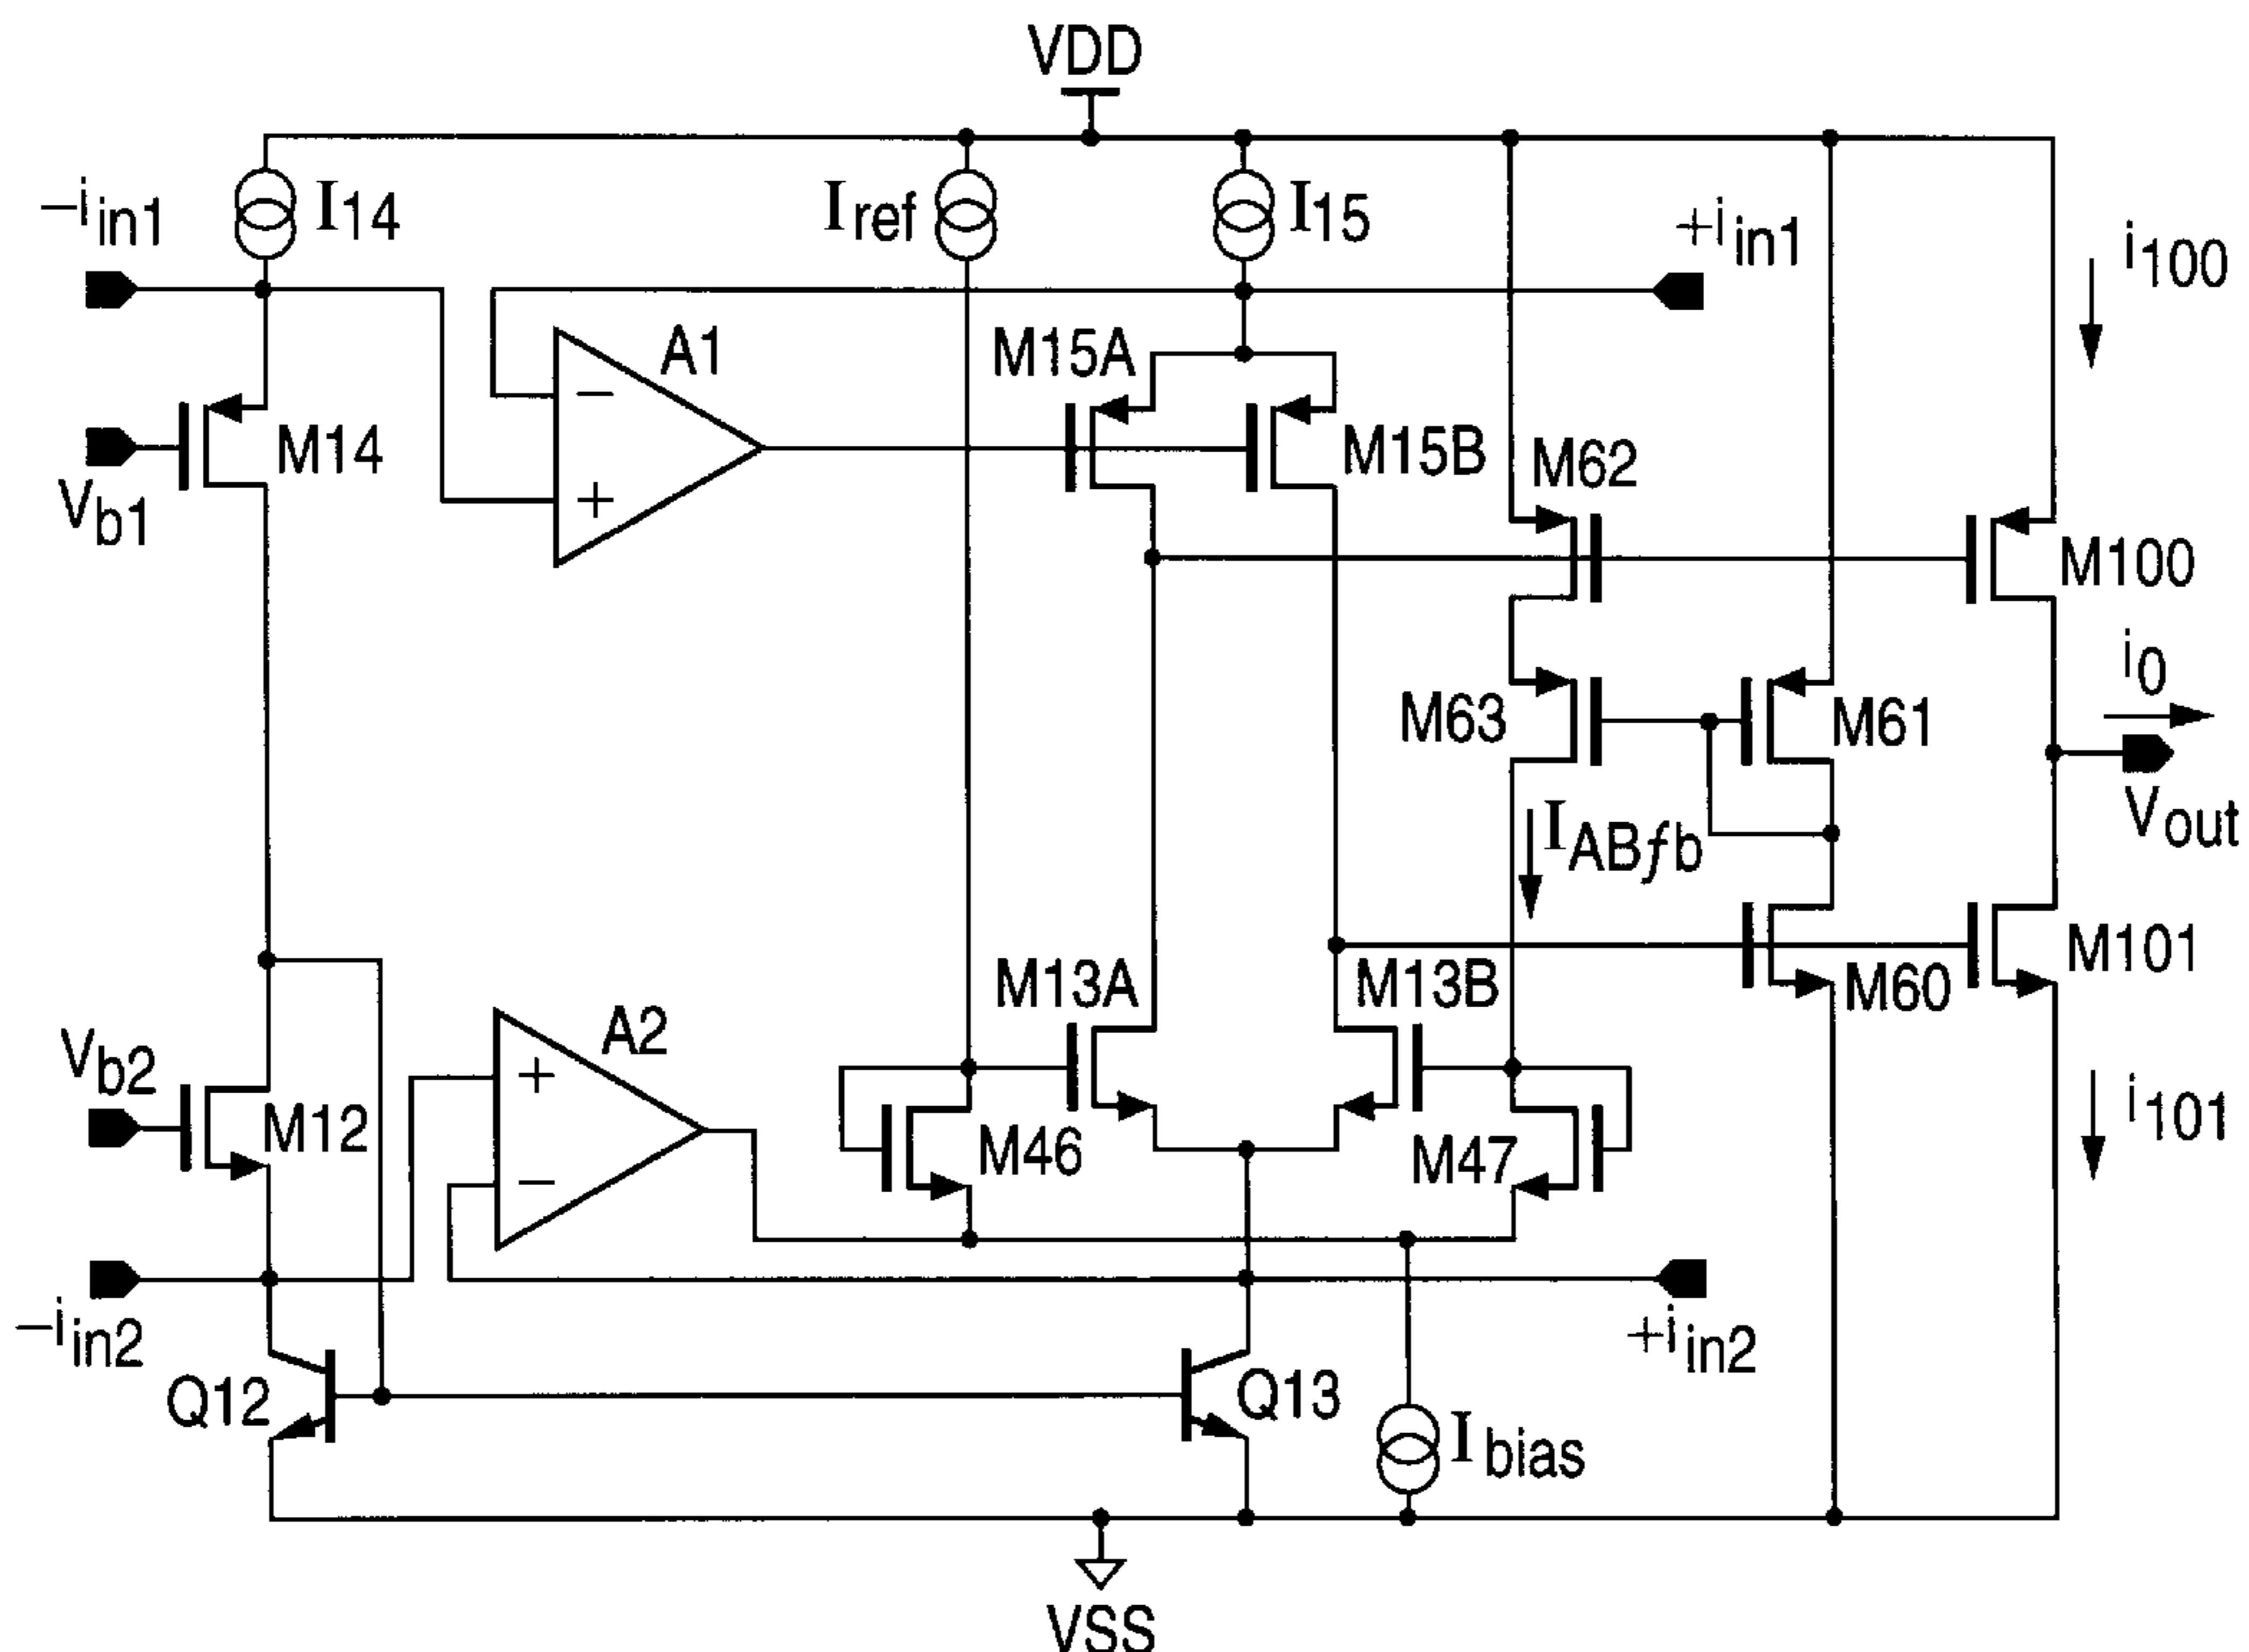 VDD
−iin1
I14
Iref
I15
+iin1
i100
A1
−
+
M15A
M15B
M14
Vb1
M62
M100
i0
M63
M61
Vout
IABfb
M13A
M13B
M60
M101
Vb2
A2
+
−
M12
M46
M47
i101
−iin2
+iin2
Q12
Q13
Ibias
VSS